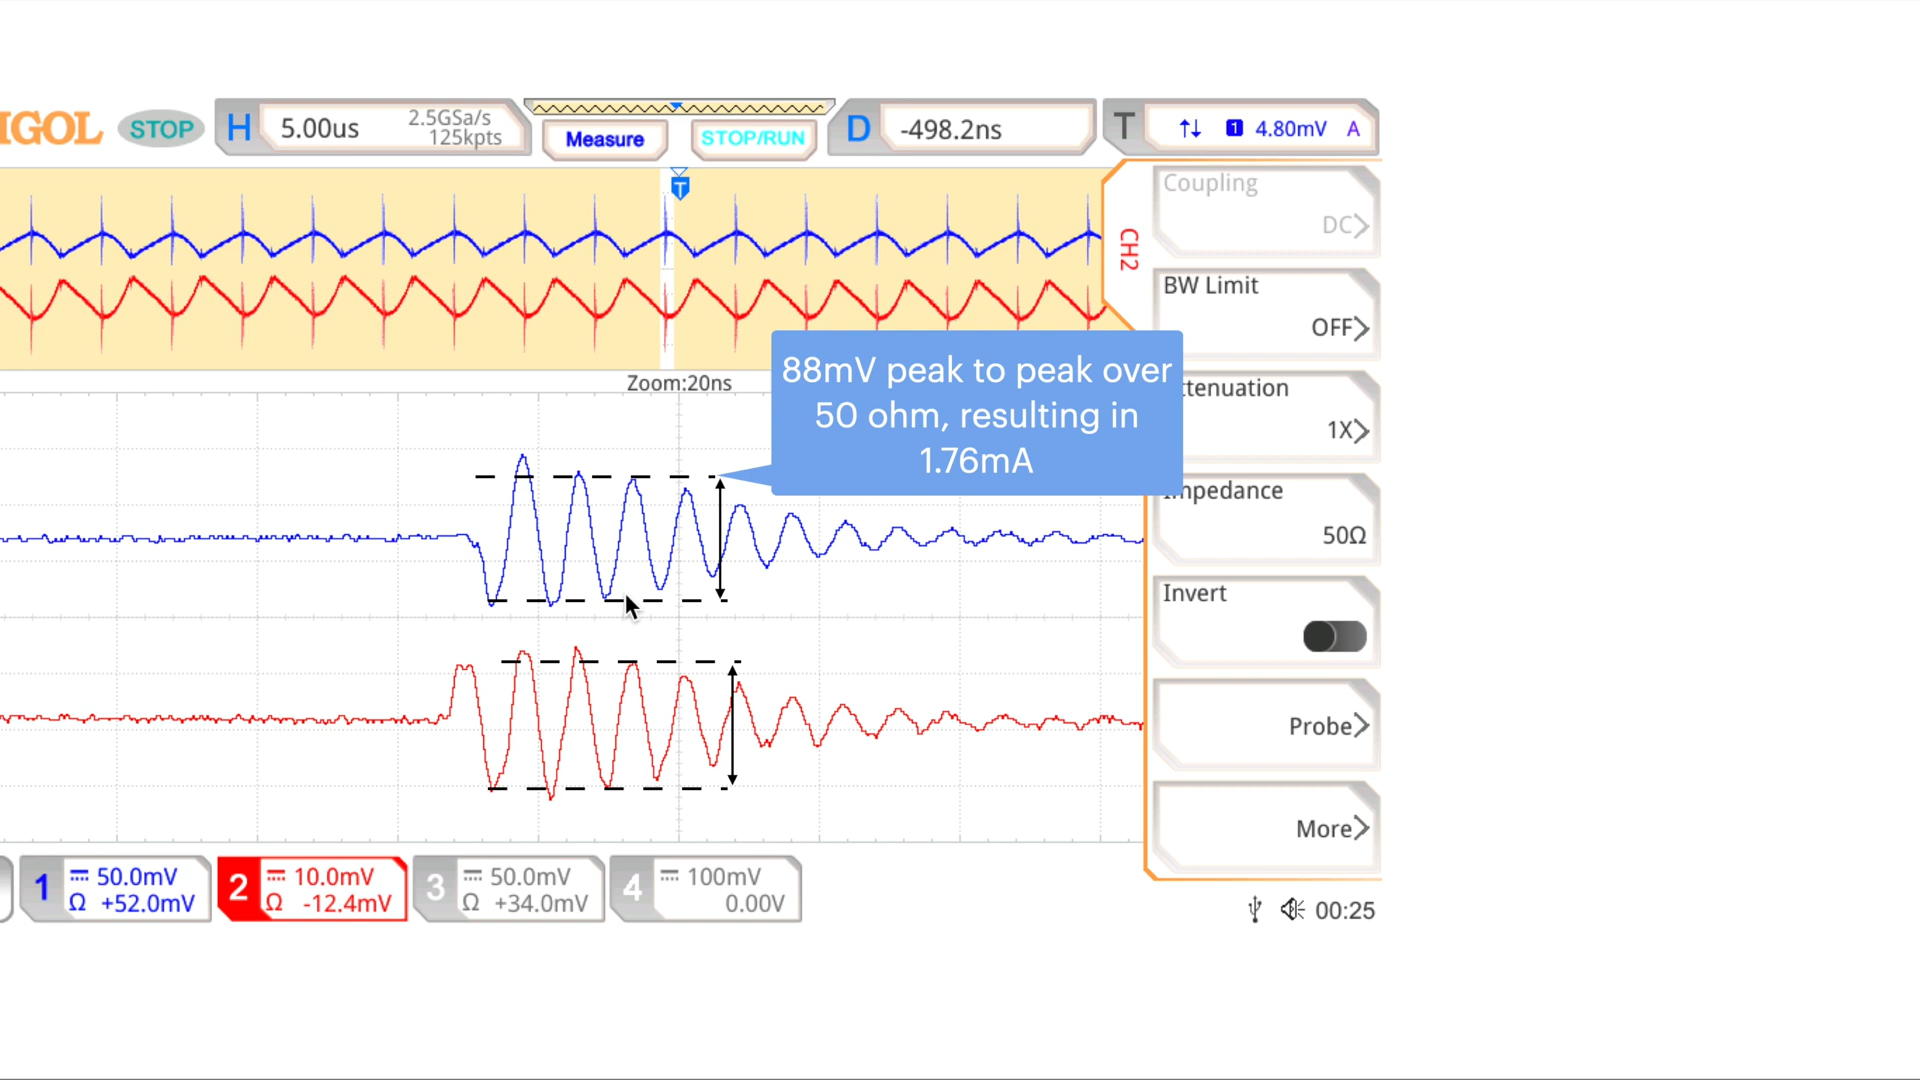 IGOL
STOP
H
5.00us
2.5GSa/s
125kpts
Measure
STOP/RUN
D
-498.2ns
T
1
4.80mV
A
T
Coupling
DC
CH2
BW Limit
OFF
Zoom:20ns
88mV peak to peak over
50 ohm, resulting in
1.76mA
ttenuation
1X
Impedance
50Ω
Invert
Probe
More
1
50.0mV
Ω +52.0mV
2
10.0mV
Ω -12.4mV
3
50.0mV
Ω +34.0mV
4
100mV
0.00V
00:25